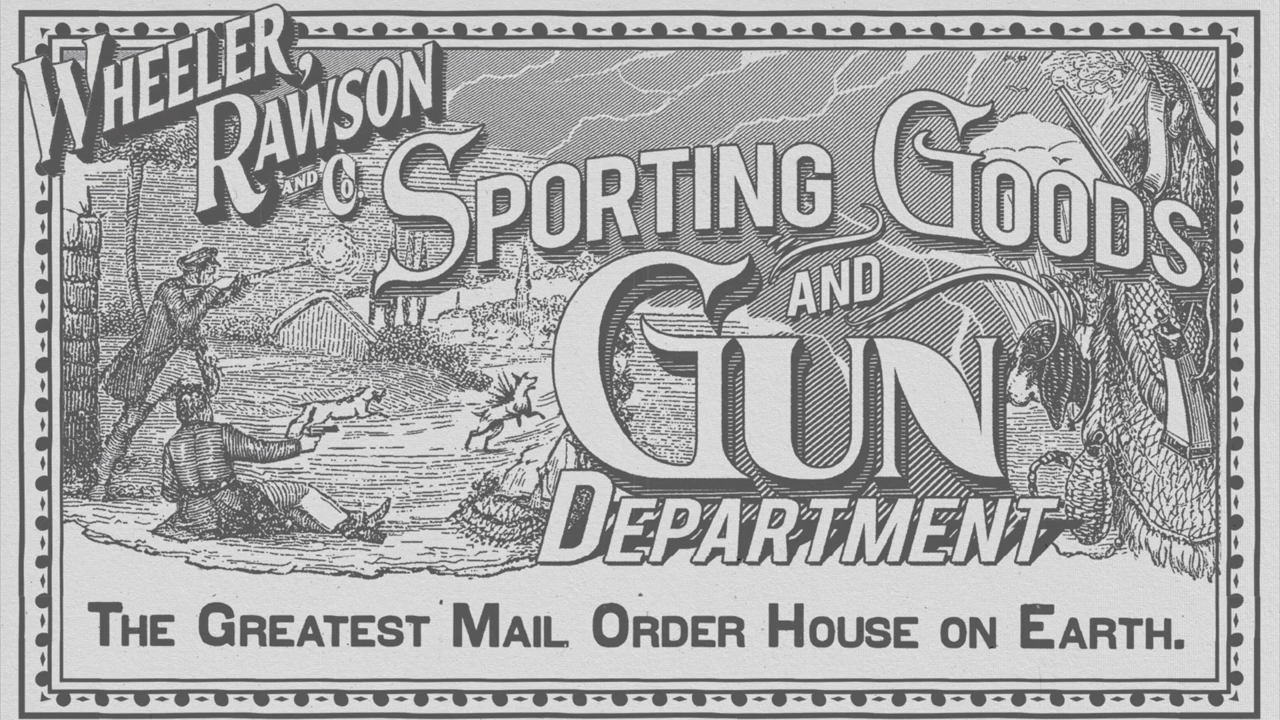 WHEELER,
RAWSON
AND Co.
SPORTING GOODS
AND
GUN
DEPARTMENT
THE GREATEST MAIL ORDER HOUSE ON EARTH.